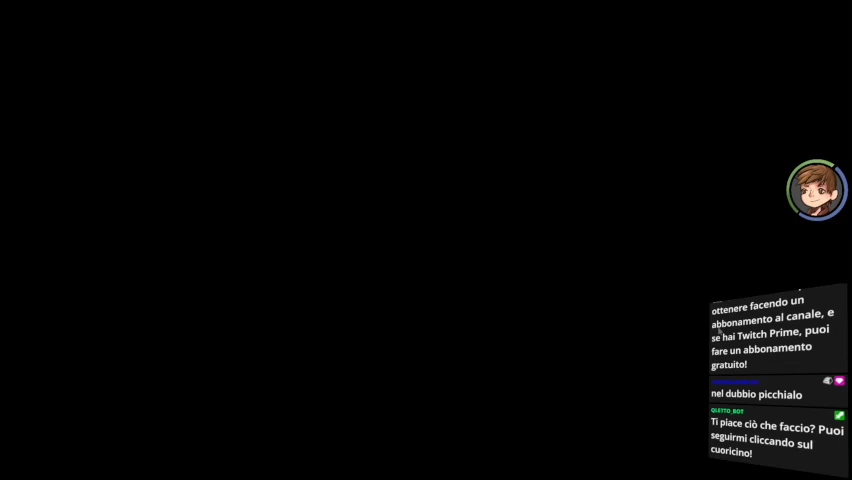 ottenere facendo un
abbonamento al canale, e
se hai Twitch Prime, puoi
fare un abbonamento
gratuito!
nel dubbio picchialo
QLETTO_BOT
Ti piace ciò che faccio? Puoi
seguirmi cliccando sul
cuoricino!